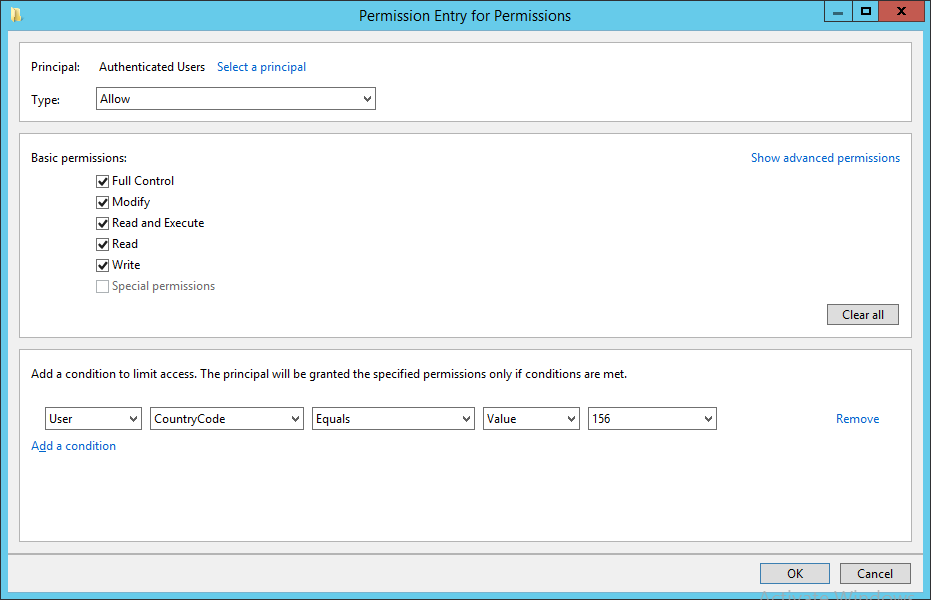 Permission Entry for Permissions
Principal: Authenticated Users Select a principal
Type: Allow
Basic permissions: Show advanced permissions
Full Control
Modify
Read and Execute
Read
Write
Special permissions
Clear all
Add a condition to limit access. The principal will be granted the specified permissions only if conditions are met.
User CountryCode Equals Value 156 Remove
Add a condition
OK Cancel